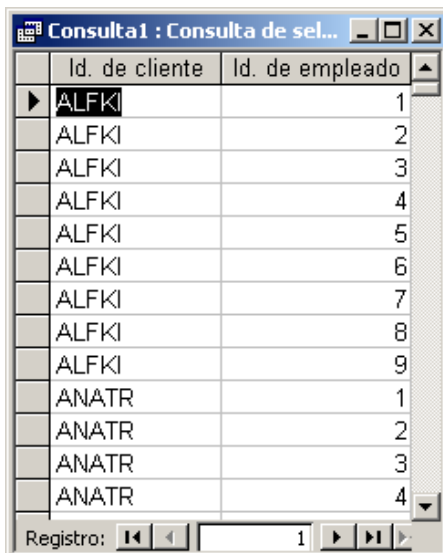 Consulta1 : Consulta de sel...
Id. de cliente Id. de empleado
ALFKI 1
ALFKI 2
ALFKI 3
ALFKI 4
ALFKI 5
ALFKI 6
ALFKI 7
ALFKI 8
ALFKI 9
ANATR 1
ANATR 2
ANATR 3
ANATR 4
Registro: 1